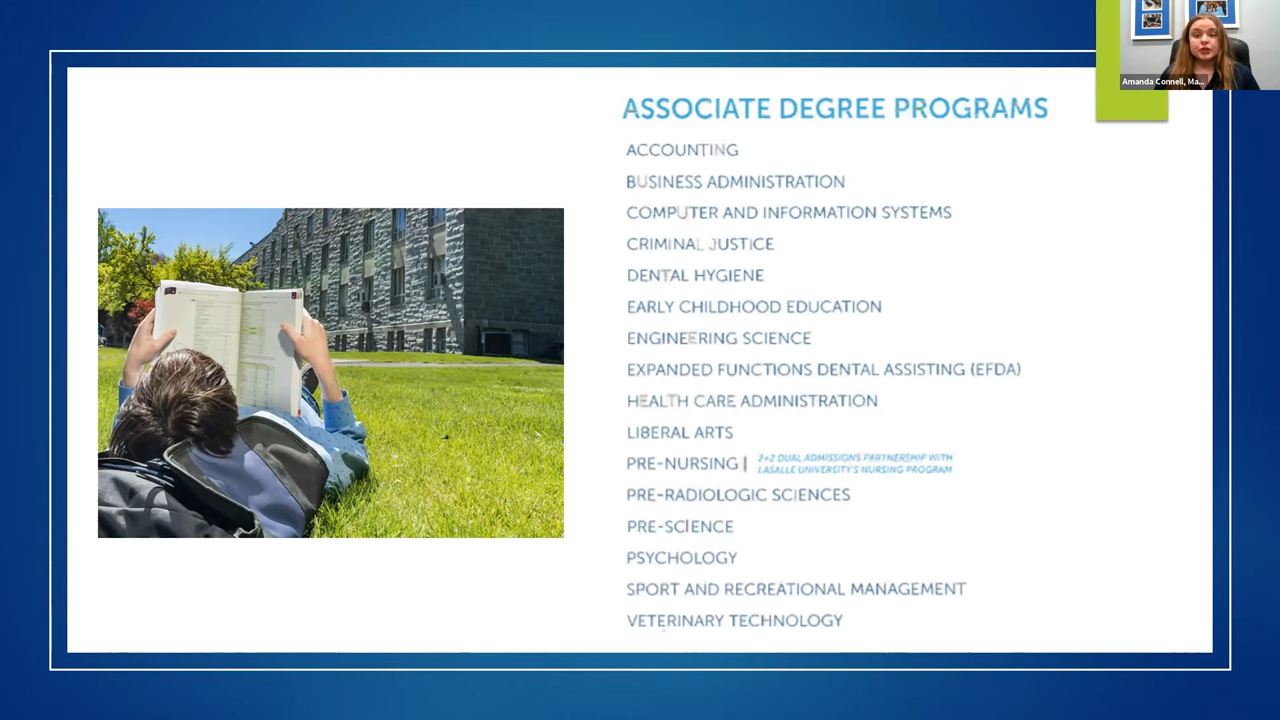 Amanda Connell, Ma...
ASSOCIATE DEGREE PROGRAMS
ACCOUNTING
BUSINESS ADMINISTRATION
COMPUTER AND INFORMATION SYSTEMS
CRIMINAL JUSTICE
DENTAL HYGIENE
EARLY CHILDHOOD EDUCATION
ENGINEERING SCIENCE
EXPANDED FUNCTIONS DENTAL ASSISTING (EFDA)
HEALTH CARE ADMINISTRATION
LIBERAL ARTS
PRE-NURSING | 2+2 DUAL ADMISSIONS PARTNERSHIP WITH
LASALLE UNIVERSITY'S NURSING PROGRAM
PRE-RADIOLOGIC SCIENCES
PRE-SCIENCE
PSYCHOLOGY
SPORT AND RECREATIONAL MANAGEMENT
VETERINARY TECHNOLOGY